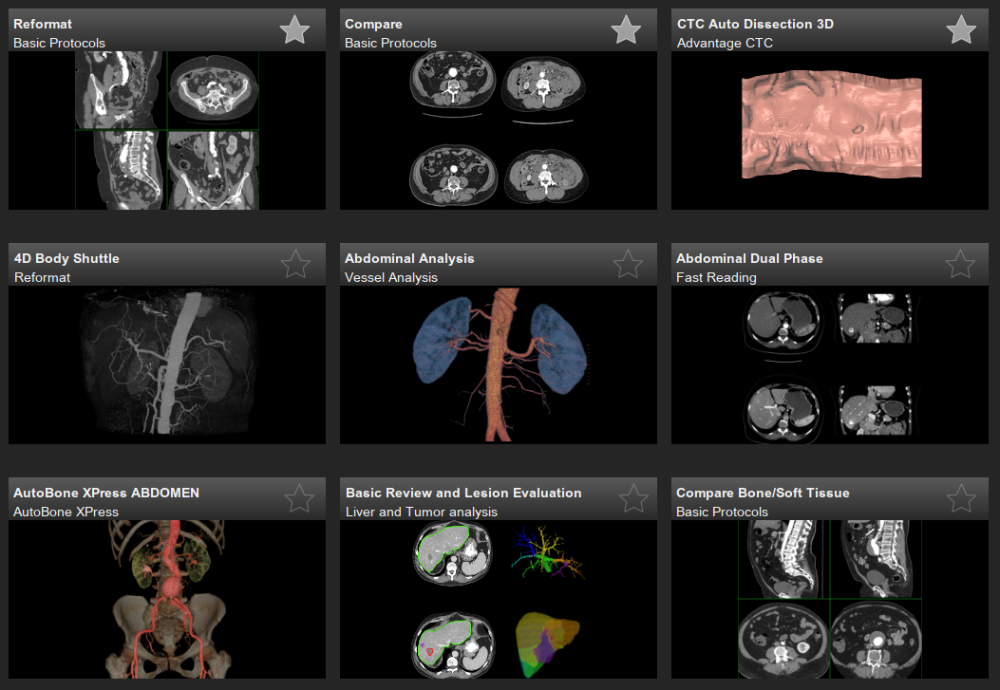 Reformat
Basic Protocols
Compare
Basic Protocols
CTC Auto Dissection 3D
Advantage CTC
4D Body Shuttle
Reformat
Abdominal Analysis
Vessel Analysis
Abdominal Dual Phase
Fast Reading
AutoBone XPress ABDOMEN
AutoBone XPress
Basic Review and Lesion Evaluation
Liver and Tumor analysis
Compare Bone/Soft Tissue
Basic Protocols